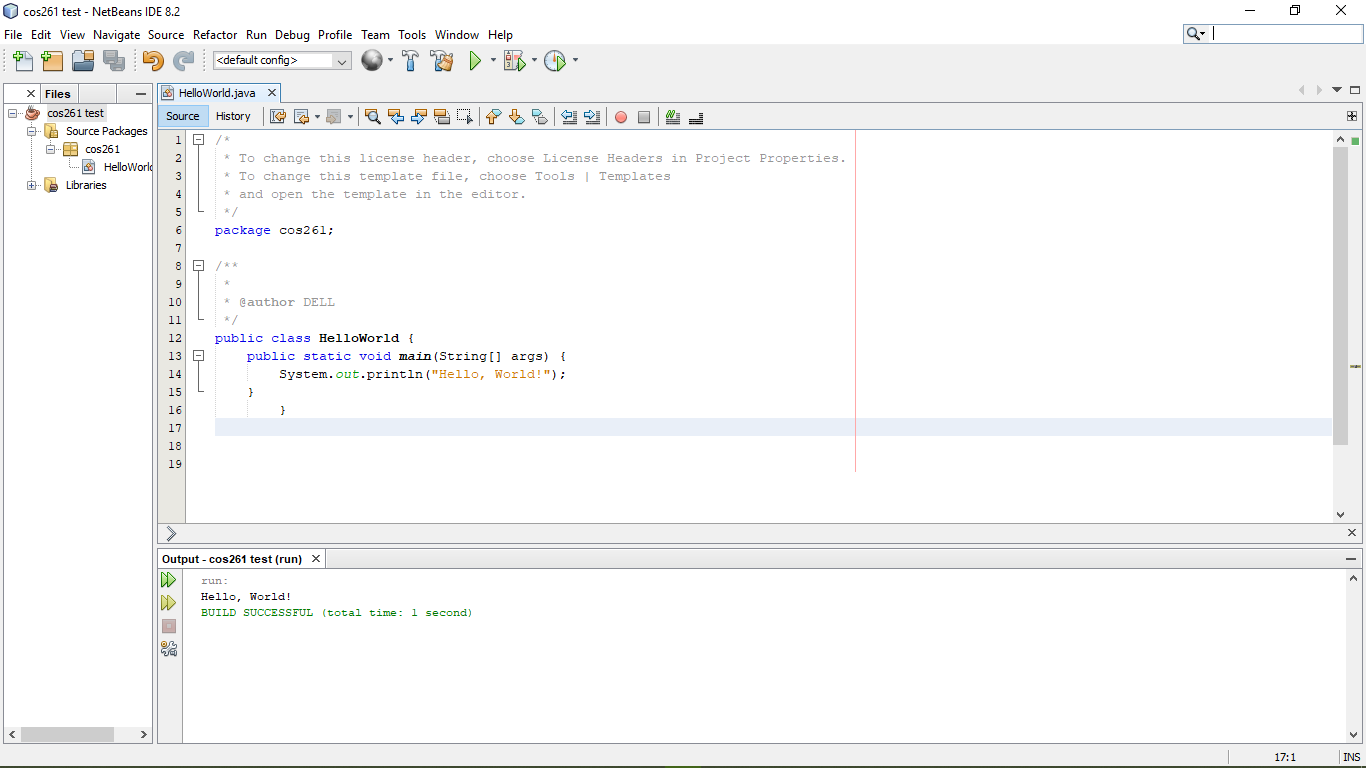 cos261 test - NetBeans IDE 8.2
File Edit View Navigate Source Refactor Run Debug Profile Team Tools Window Help
<default config>
Files
HelloWorld.java
cos261 test
Source Packages
cos261
HelloWorld
Libraries
Source History
1 /*
2 * To change this license header, choose License Headers in Project Properties.
3 * To change this template file, choose Tools | Templates
4 * and open the template in the editor.
5 */
6 package cos261;
7
8 /**
9 *
10 * @author DELL
11 */
12 public class HelloWorld {
13 public static void main(String[] args) {
14 System.out.println("Hello, World!");
15 }
16 }
17
18
19
Output - cos261 test (run)
run:
Hello, World!
BUILD SUCCESSFUL (total time: 1 second)
17:1 INS